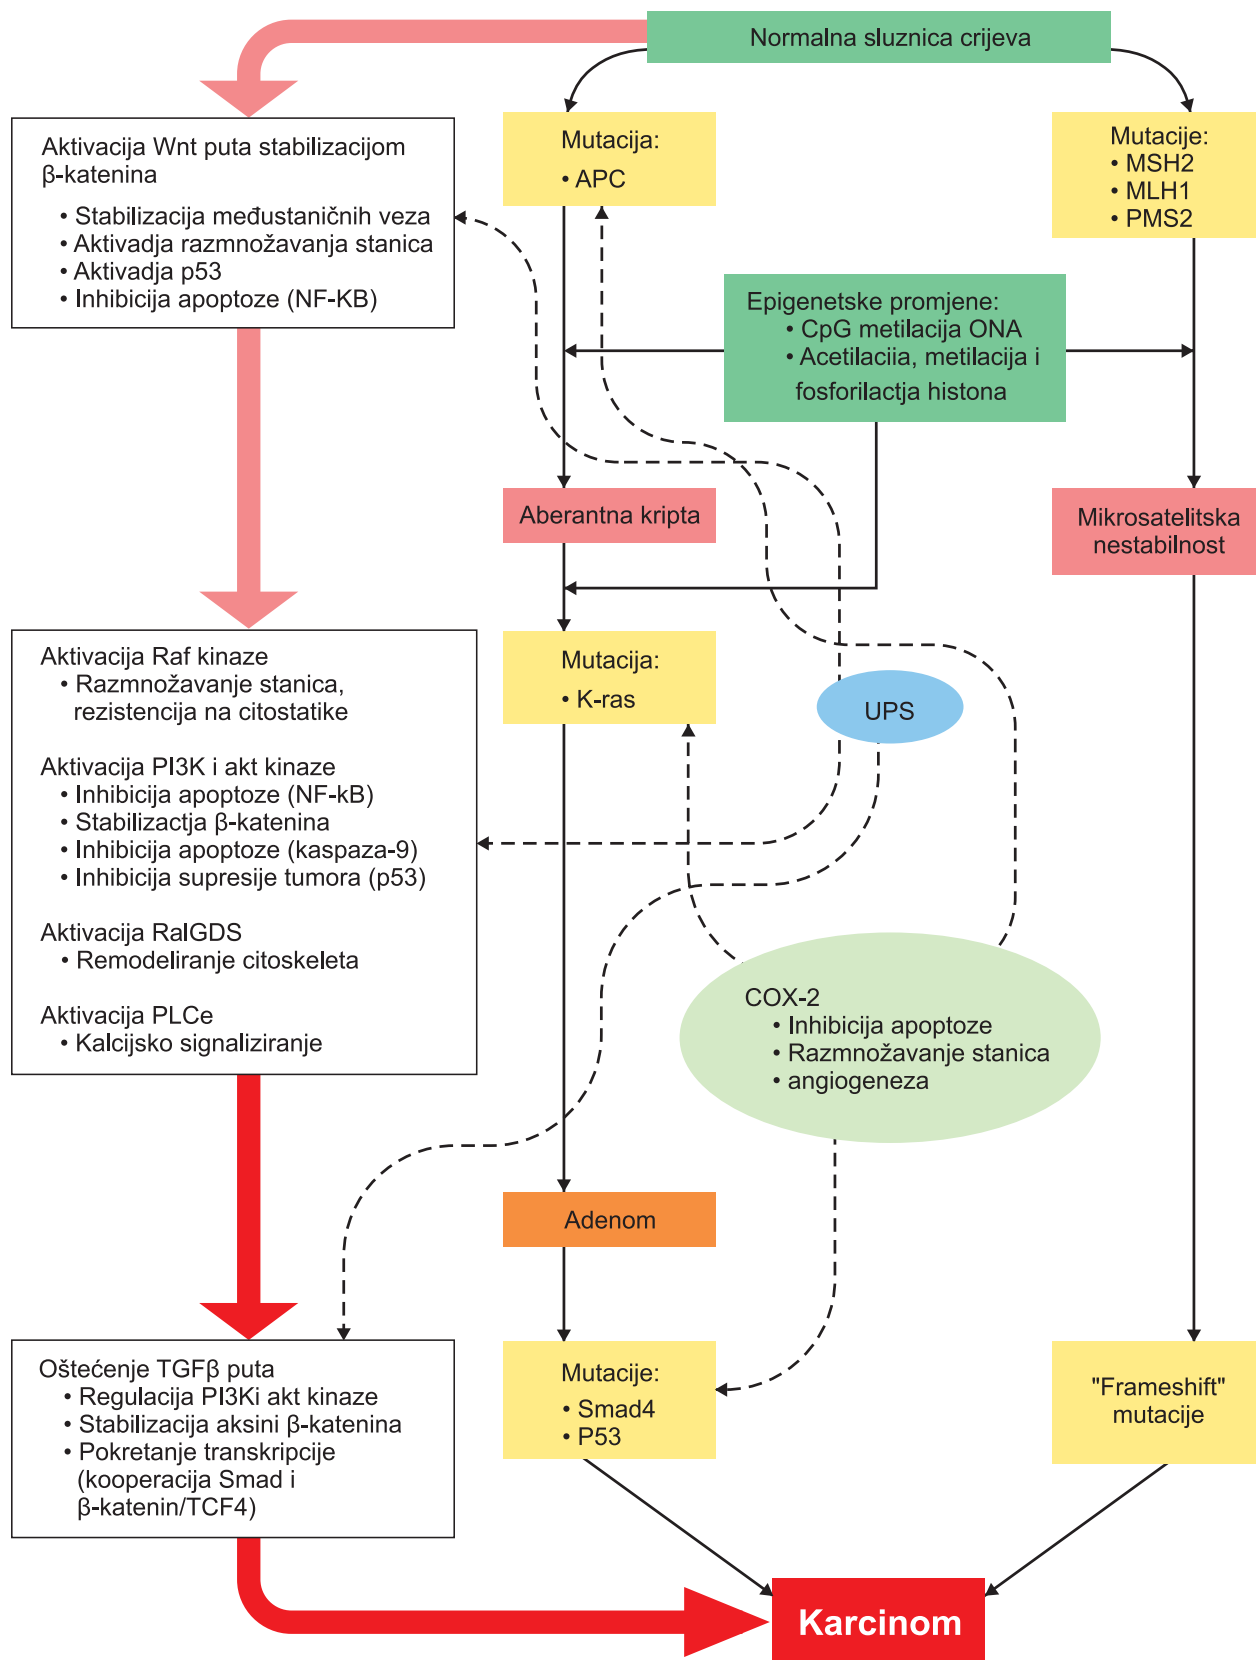 Normalna sluznica crijeva
Aktivacija Wnt puta stabilizacijom
β-katenina
• Stabilizacija međustaničnih veza
• Aktivadja razmnožavanja stanica
• Aktivadja p53
• Inhibicija apoptoze (NF-KB)
Mutacija:
• APC
Mutacije:
• MSH2
• MLH1
• PMS2
Epigenetske promjene:
• CpG metilacija ONA
• Acetilaciia, metilacija i
fosforilactja histona
Aberantna kripta
Mikrosatelitska
nestabilnost
Aktivacija Raf kinaze
• Razmnožavanje stanica,
rezistencija na citostatike
Aktivacija PI3K i akt kinaze
• Inhibicija apoptoze (NF-kB)
• Stabilizactja β-katenina
• Inhibicija apoptoze (kaspaza-9)
• Inhibicija supresije tumora (p53)
Aktivacija RalGDS
• Remodeliranje citoskeleta
Aktivacija PLCe
• Kalcijsko signaliziranje
Mutacija:
• K-ras
UPS
COX-2
• Inhibicija apoptoze
• Razmnožavanje stanica
• angiogeneza
Adenom
Oštećenje TGFβ puta
• Regulacija PI3Ki akt kinaze
• Stabilizacija aksini β-katenina
• Pokretanje transkripcije
(kooperacija Smad i
β-katenin/TCF4)
Mutacije:
• Smad4
• P53
"Frameshift"
mutacije
Karcinom